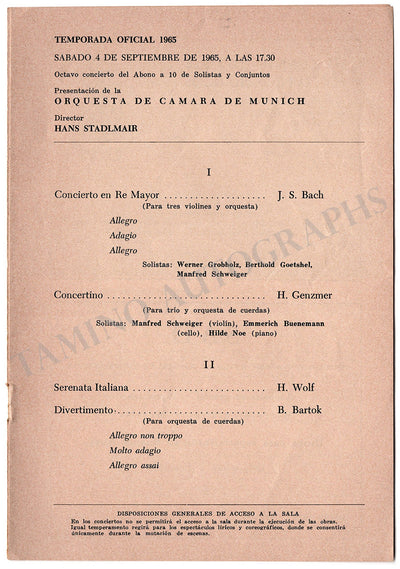 TEMPORADA OFICIAL 1965
SABADO 4 DE SEPTIEMBRE DE 1965, A LAS 17.30
Octavo concierto del Abono a 10 de Solistas y Conjuntos
Presentación de la
ORQUESTA DE CAMARA DE MUNICH
Director
HANS STADLMAIR
I
Concierto en Re Mayor .................... J. S. Bach
(Para tres violines y orquesta)
Allegro
Adagio
Allegro
Solistas: Werner Grobholz, Berthold Goetshel,
Manfred Schweiger
Concertino .................... H. Genzmer
(Para trio y orquesta de cuerdas)
Solistas: Manfred Schweiger (violín), Emmerich Buenemann
(cello), Hilde Noe (piano)
II
Serenata Italiana .................... H. Wolf
Divertimento .................... B. Bartok
(Para orquesta de cuerdas)
Allegro non troppo
Molto adagio
Allegro assai
DISPOSICIONES GENERALES DE ACCESO A LA SALA
En los conciertos no se permitirá el acceso a la sala durante la ejecución de las obras.
Igual temperamento regirá para los espectáculos líricos y coreográficos, donde se consentirá
únicamente durante la mutación de escenas.
TAMINO AUTOGRAPHS